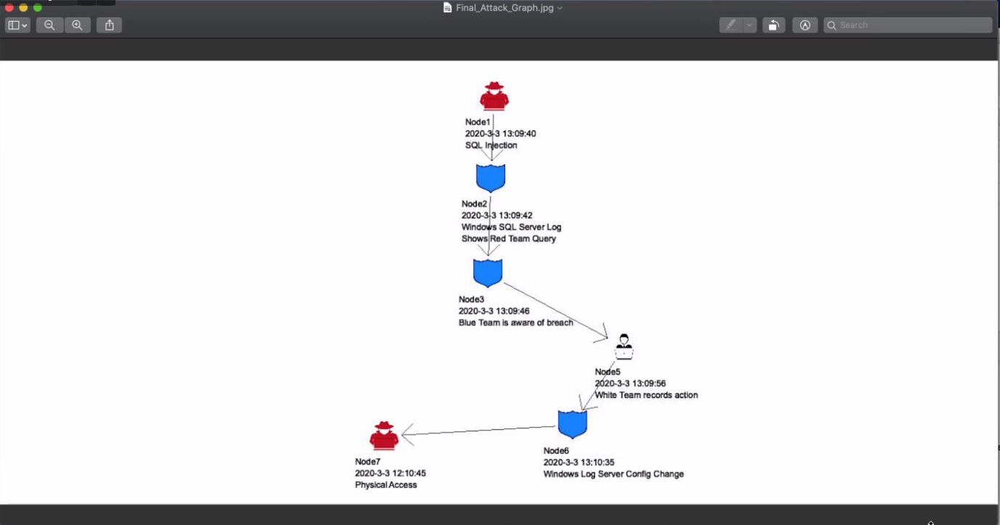 Final_Attack_Graph.jpg
Search
Node1
2020-3-3 13:09:40
SQL Injection
Node2
2020-3-3 13:09:42
Windows SQL Server Log
Shows Red Team Query
Node3
2020-3-3 13:09:46
Blue Team is aware of breach
Node5
2020-3-3 13:09:56
White Team records action
Node6
2020-3-3 13:10:35
Windows Log Server Config Change
Node7
2020-3-3 12:10:45
Physical Access